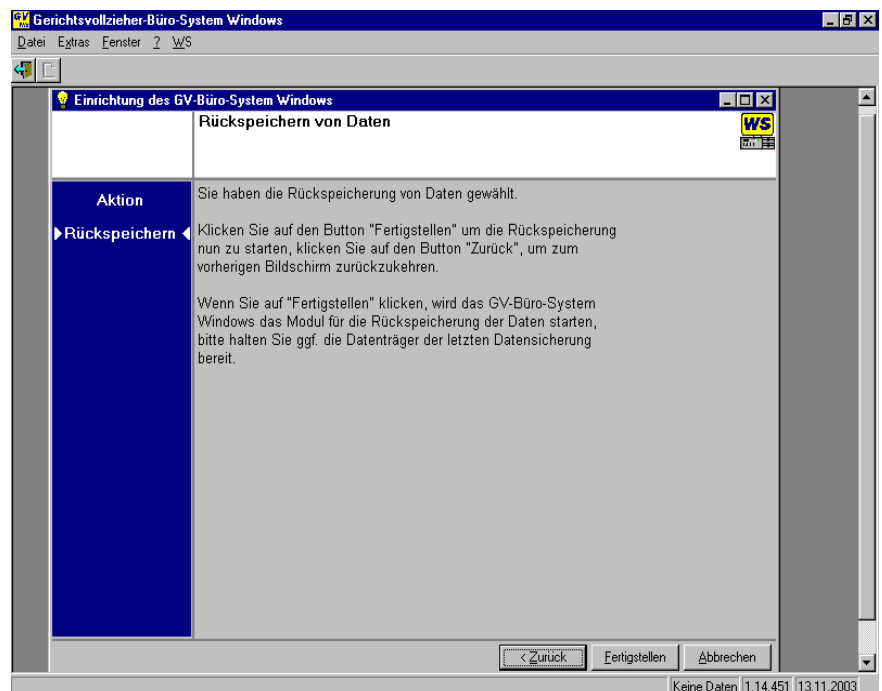 Gerichtsvollzieher-Büro-System Windows
Datei Extras Fenster ? WS
Einrichtung des GV-Büro-System Windows
Rückspeichern von Daten
WS
Aktion
Rückspeichern
Sie haben die Rückspeicherung von Daten gewählt.
Klicken Sie auf den Button "Fertigstellen" um die Rückspeicherung
nun zu starten, klicken Sie auf den Button "Zurück", um zum
vorherigen Bildschirm zurückzukehren.
Wenn Sie auf "Fertigstellen" klicken, wird das GV-Büro-System
Windows das Modul für die Rückspeicherung der Daten starten,
bitte halten Sie ggf. die Datenträger der letzten Datensicherung
bereit.
< Zurück Fertigstellen Abbrechen
Keine Daten 1.14.451 13.11.2003